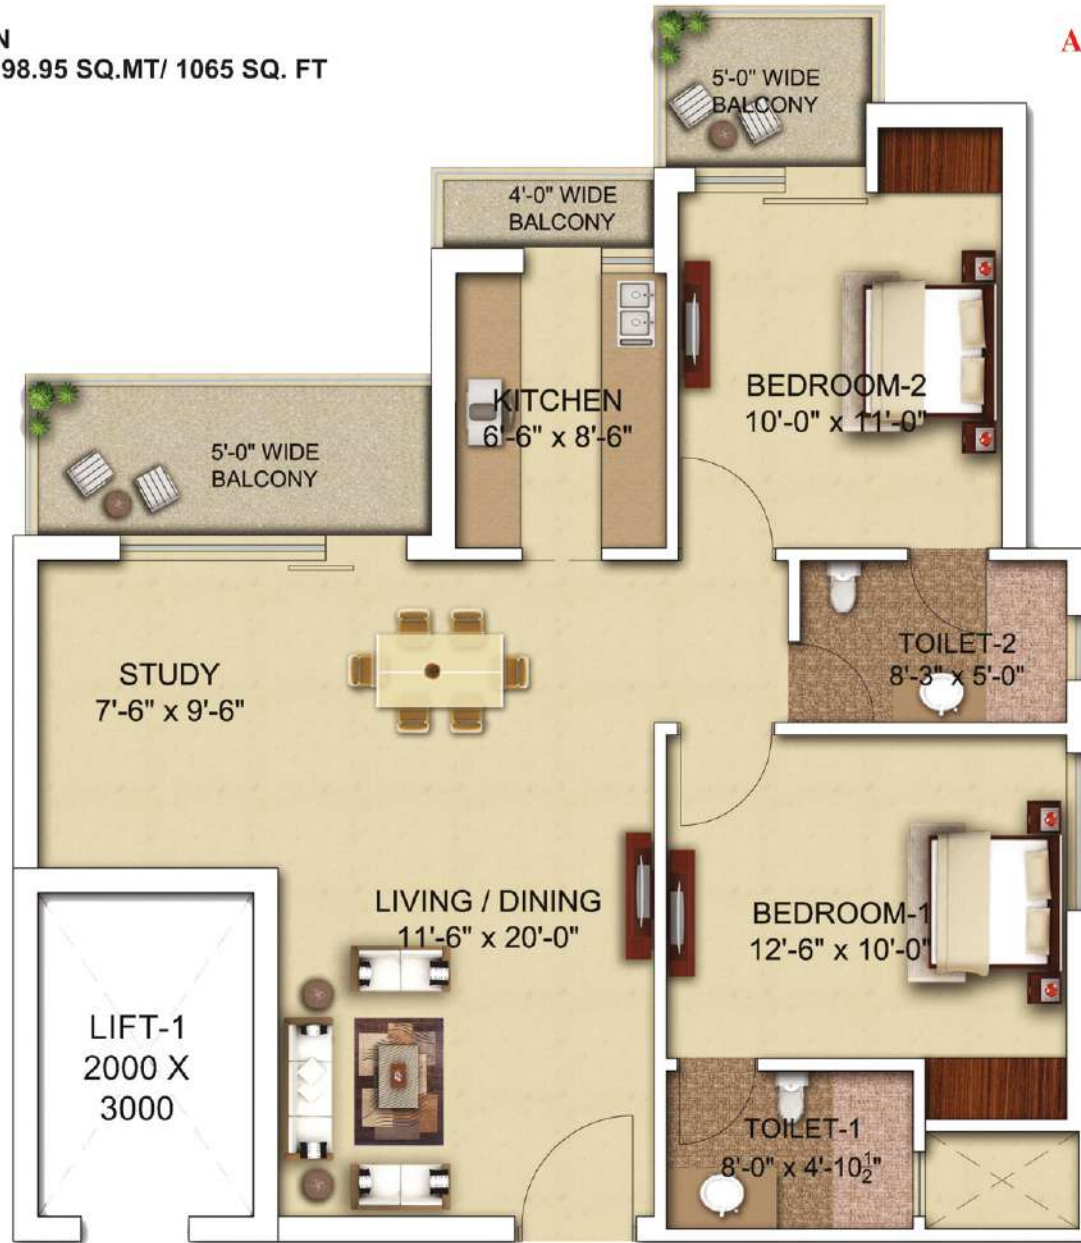 N
98.95 SQ.MT/ 1065 SQ. FT
A
5'-0" WIDE
BALCONY
4'-0" WIDE
BALCONY
KITCHEN
6'-6" x 8'-6"
BEDROOM-2
10'-0" x 11'-0"
5'-0" WIDE
BALCONY
STUDY
7'-6" x 9'-6"
TOILET-2
8'-3" x 5'-0"
LIVING / DINING
11'-6" x 20'-0"
BEDROOM-1
12'-6" x 10'-0"
LIFT-1
2000 X
3000
TOILET-1
8'-0" x 4'-10½"